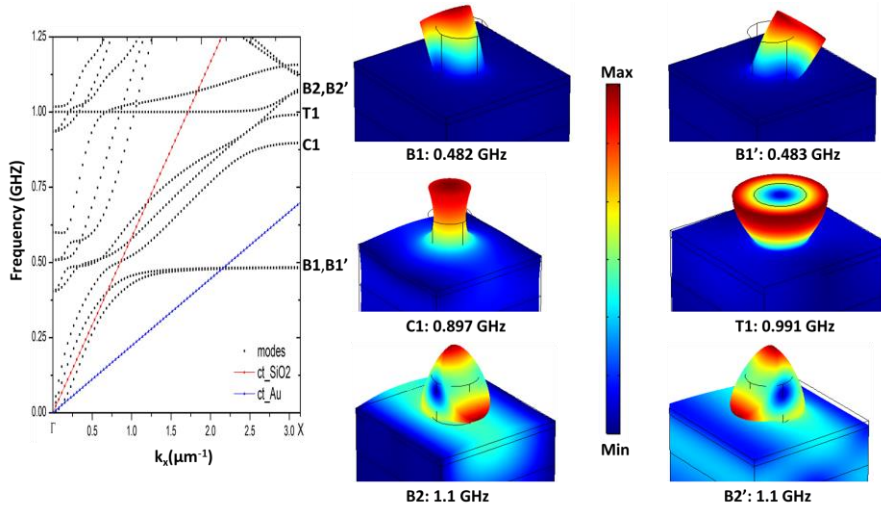 Frequency (GHZ)
1.25
1.00
0.75
0.50
0.25
0.00
Γ
0.5
1.0
1.5
2.0
2.5
3.0 X
kx(μm-1)
modes
ct_SiO2
ct_Au
B2,B2’
T1
C1
B1,B1’
B1: 0.482 GHz
B1’: 0.483 GHz
C1: 0.897 GHz
T1: 0.991 GHz
B2: 1.1 GHz
B2’: 1.1 GHz
Max
Min